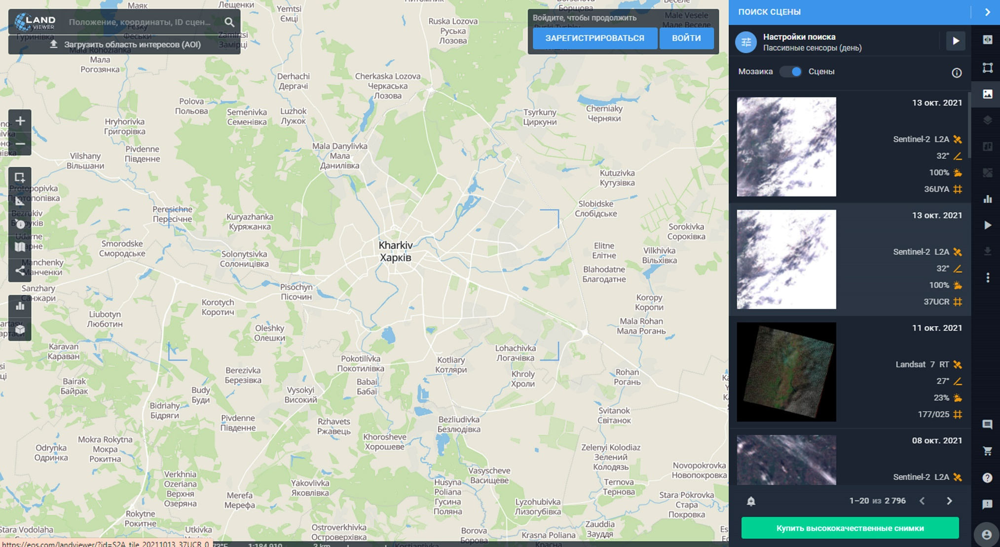 LAND
VIEWER
Положение, координаты, ID сцен...
Загрузить область интересов (AOI)
Войдите, чтобы продолжить
ЗАРЕГИСТРИРОВАТЬСЯ
ВОЙТИ
Маяк
Лещенки
Yemtsi
Ємці
Борщова
Male Vesele
Мале Веселе
Ruska Lozova
Руська
Лозова
Феськи
Гуринівка
Zamirtsi
Замірці
Mala Rohozianka
Мала
Рогозянка
Derhachi
Дергачі
Cherkaska Lozova
Черкаська
Лозова
Polova
Польова
Semenivka
Семенівка
Luzhok
Лужок
Tsyrkuny
Циркуни
Cherniaky
Черняки
Hryhorivka
Григорівка
Pivdenne
Південне
Vilshany
Вільшани
Mala Danylivka
Мала
Данилівка
Kutuzivka
Кутузівка
Protopopivka
Протопопівка
Peresichne
Пересічне
Kuryazhanka
Куряжанка
Slobidske
Слобідське
Bezrukiv
Sorokivka
Сороківка
Smorodske
Смородське
Kharkiv
Харків
Elitne
Елітне
Vilkhivka
Вільхівка
Solonytsivka
Солоницівка
Manchenky
Манченки
Blahodatne
Благодатне
Sanzhary
Санжари
Pisochyn
Пісочин
Korotych
Коротич
Koropy
Коропи
Liubotyn
Люботин
Oleshky
Олешки
Mala Rohan
Мала Рогань
Karavan
Караван
Lohachivka
Логачівка
Pokotilivka
Покотилівка
Kotliary
Котляри
Berezivka
Березівка
Khroly
Хроли
Rohan
Рогань
Bairak
Байрак
Babai
Бабаї
Budy
Буди
Vysokyi
Високий
Bidriahy
Бідряги
Svitanok
Світанок
Pivdenne
Південне
Rzhavets
Ржавець
Bezliudivka
Безлюдівка
Khorosheve
Хорошеве
Mokra Rokytna
Мокра
Рокитна
Odrynka
Одринка
Zelenyi Kolodiaz
Зелений
Колодязь
Novopokrovka
Новопокровка
Verkhnia
Ozeriana
Верхня
Озеряна
Yakovlivka
Яковлівка
Vasyscheve
Васищеве
Ternova
Тернова
Husyna
Poliana
Гусина
Поляна
Merefa
Мерефа
Stara Pokrovka
Стара
Покровка
Lyzohubivka
Лизогубівка
Rokytne
Рокитне
Stara Vodolaha
Utkivka
Ostroverkhivka
Островерхівка
Zauddia
Зауддя
Borova
Борова
Krasna Poliana
https://eos.com/landviewer/?id=S2A_tile_20211013_37UCR_0
1:184 910
2 km
ПОИСК СЦЕНЫ
Настройки поиска
Пассивные сенсоры (день)
Мозаика
Сцены
13 окт. 2021
Sentinel-2 L2A
32°
100%
36UYA
13 окт. 2021
Sentinel-2 L2A
32°
100%
37UCR
11 окт. 2021
Landsat 7 RT
27°
23%
177/025
08 окт. 2021
Sentinel-2 L2A
1–20 из 2 796
Купить высококачественные снимки